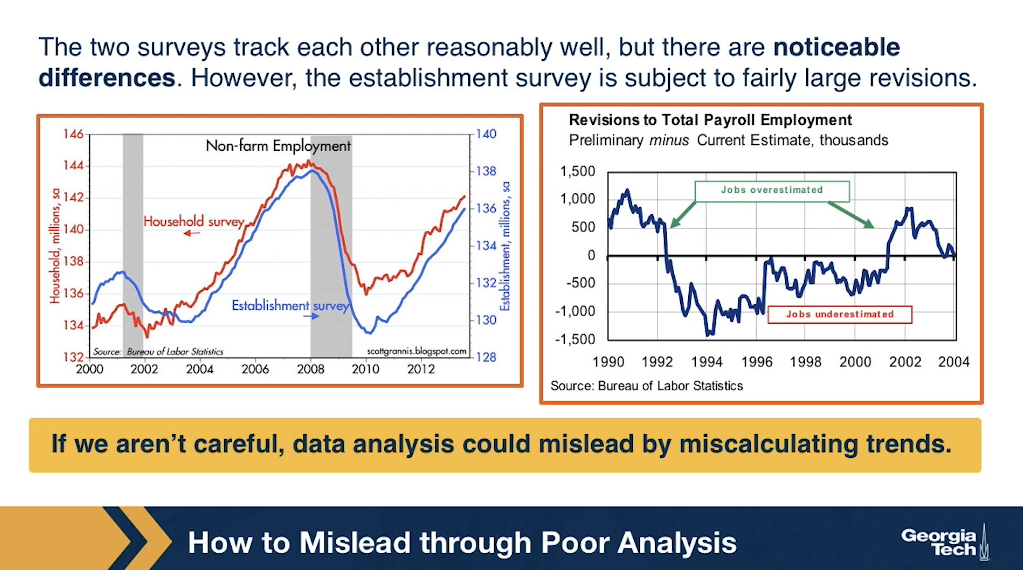 The two surveys track each other reasonably well, but there are noticeable
differences. However, the establishment survey is subject to fairly large revisions.
Non-farm Employment
Household, millions, sa
146
144
142
140
138
136
134
132
Household survey
Establishment survey
140
138
136
134
132
130
128
Establishment, millions, sa
Source: Bureau of Labor Statistics
scottgrannis.blogspot.com
2000 2002 2004 2006 2008 2010 2012
Revisions to Total Payroll Employment
Preliminary minus Current Estimate, thousands
1,500
1,000
500
0
-500
-1,000
-1,500
Jobs overestimated
Jobs underestimated
1990 1992 1994 1996 1998 2000 2002 2004
Source: Bureau of Labor Statistics
If we aren’t careful, data analysis could mislead by miscalculating trends.
How to Mislead through Poor Analysis
Georgia
Tech